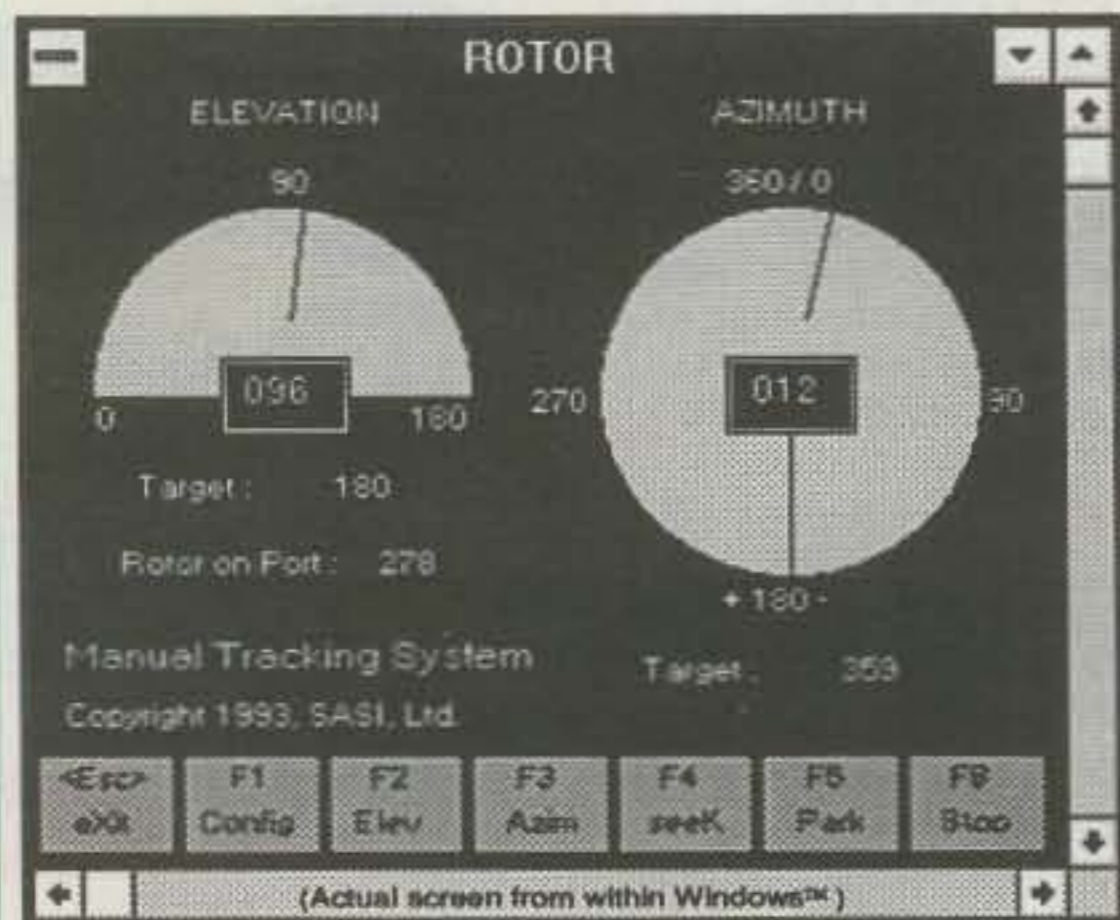 ROTOR
ELEVATION
90
096
0 180
Target : 180
Rotor on Port : 278
AZIMUTH
360 / 0
270 012 90
+ 180 -
Target : 359
Manual Tracking System
Copyright 1993, SASI, Ltd.
<Esc> F1 F2 F3 F4 F5
eXit Config Elev Azim seeK Park Stop
(Actual screen from within Windows™)